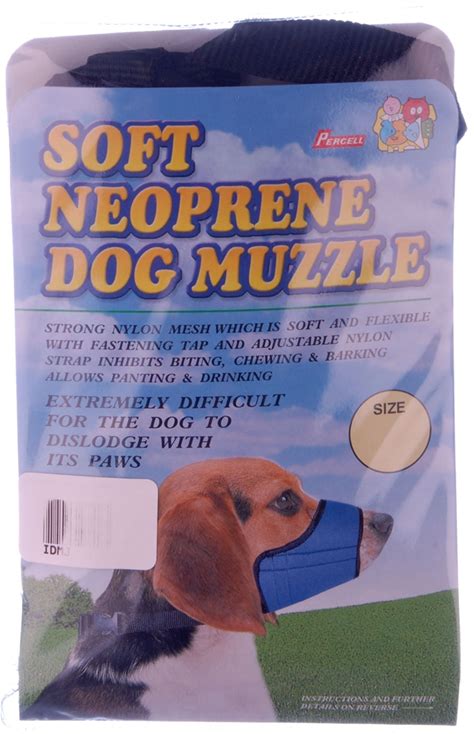 PERCELL
SOFT
NEOPRENE
DOG MUZZLE
STRONG NYLON MESH WHICH IS SOFT AND FLEXIBLE
WITH FASTENING TAP AND ADJUSTABLE NYLON
STRAP INHIBITS BITING, CHEWING & BARKING
ALLOWS PANTING & DRINKING
EXTREMELY DIFFICULT
FOR THE DOG TO
DISLODGE WITH
ITS PAWS
SIZE
INSTRUCTIONS AND FURTHER
DETAILS ON REVERSE